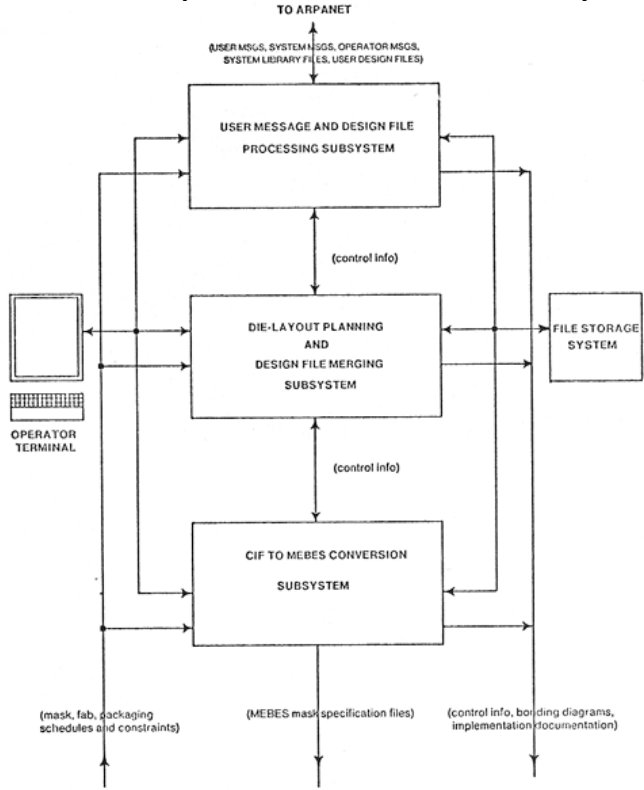 TO ARPANET
(USER MSGS, SYSTEM MSGS, OPERATOR MSGS,
SYSTEM LIBRARY FILES, USER DESIGN FILES)
USER MESSAGE AND DESIGN FILE
PROCESSING SUBSYSTEM
(control info)
DIE-LAYOUT PLANNING
AND
DESIGN FILE MERGING
SUBSYSTEM
FILE STORAGE
SYSTEM
OPERATOR
TERMINAL
(control info)
CIF TO MEBES CONVERSION
SUBSYSTEM
(mask, fab, packaging
schedules and constraints)
(MEBES mask specification files)
(control info, bonding diagrams,
implementation documentation)